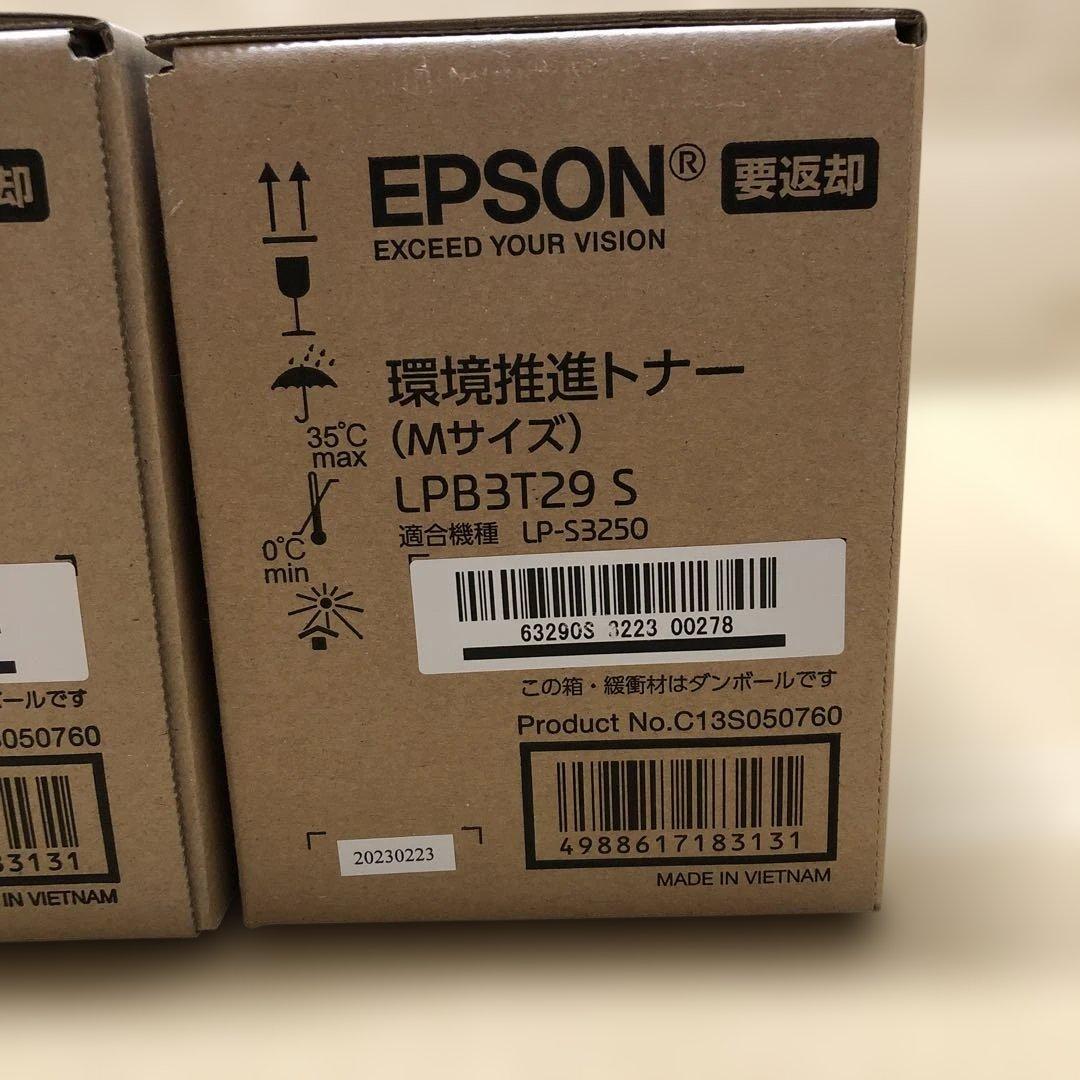 却
ボールです
050760
83131
IN VIETNAM
EPSON® 要返却
EXCEED YOUR VISION
環境推進トナー
(Mサイズ)
35℃
max
LPB3T29 S
適合機種 LP-S3250
0℃
min
63290S 3223 00278
この箱・緩衝材はダンボールです
Product No.C13S050760
4988617183131
20230223
MADE IN VIETNAM